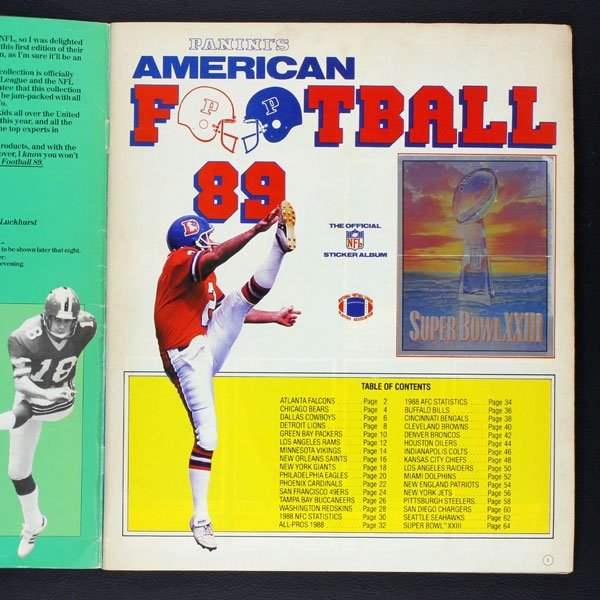 NFL, so I was delighted
this first edition of their
n, as I'm sure it'll be an
collection is officially
League and the NFL
tee that this collection
be jam-packed with all
o.
kids all over the United
this year, and all the
e top experts in
roducts, and with the
over, I know you won't
Football 89.
Luckhurst
to be shown later that night.
or:
evening.
18
18
PANINI'S
AMERICAN
FOOTBALL
P
P
89
THE OFFICIAL
NFL
STICKER ALBUM
SUPER BOWL XXIII
D
2
TABLE OF CONTENTS
ATLANTA FALCONS ........ Page 2
CHICAGO BEARS ........ Page 4
DALLAS COWBOYS ........ Page 6
DETROIT LIONS ........ Page 8
GREEN BAY PACKERS ..... Page 10
LOS ANGELES RAMS ..... Page 12
MINNESOTA VIKINGS ..... Page 14
NEW ORLEANS SAINTS .... Page 16
NEW YORK GIANTS ...... Page 18
PHILADELPHIA EAGLES ... Page 20
PHOENIX CARDINALS ..... Page 22
SAN FRANCISCO 49ERS ... Page 24
TAMPA BAY BUCCANEERS .. Page 26
WASHINGTON REDSKINS .. Page 28
1988 NFC STATISTICS ..... Page 30
ALL-PROS 1988 ........ Page 32
1988 AFC STATISTICS ..... Page 34
BUFFALO BILLS ........ Page 36
CINCINNATI BENGALS ..... Page 38
CLEVELAND BROWNS .... Page 40
DENVER BRONCOS ...... Page 42
HOUSTON OILERS ....... Page 44
INDIANAPOLIS COLTS ..... Page 46
KANSAS CITY CHIEFS ..... Page 48
LOS ANGELES RAIDERS ... Page 50
MIAMI DOLPHINS ....... Page 52
NEW ENGLAND PATRIOTS .. Page 54
NEW YORK JETS ....... Page 56
PITTSBURGH STEELERS ... Page 58
SAN DIEGO CHARGERS .... Page 60
SEATTLE SEAHAWKS ..... Page 62
SUPER BOWL™ XXIII ..... Page 64